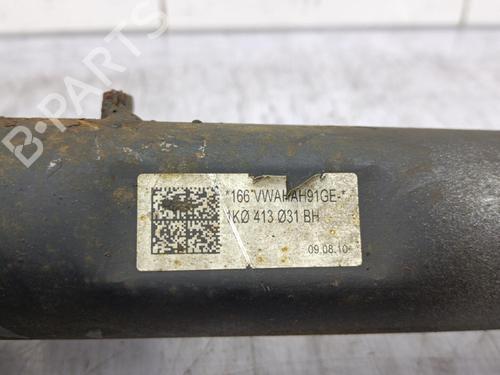 B-PARTS
*166*VWAHAH91GE-*
1KØ 413 Ø31 BH
09.08.10